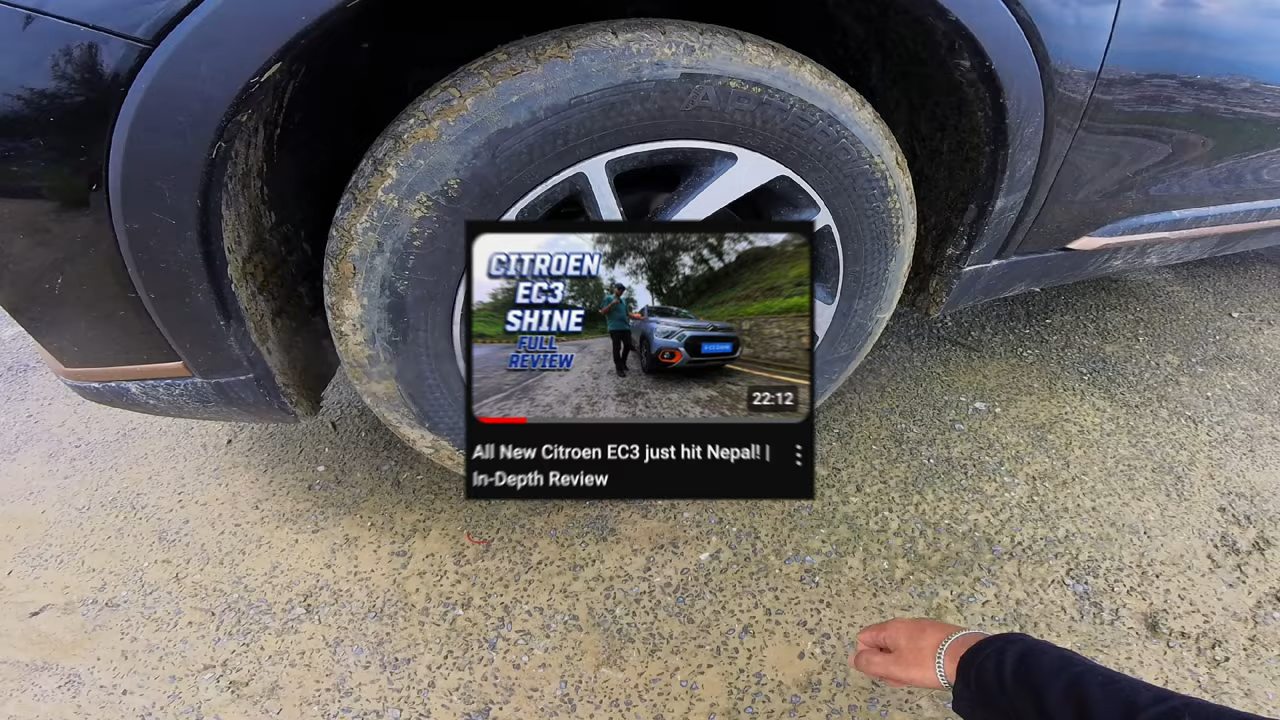 CITROEN
EC3
SHINE
FULL
REVIEW
22:12
All New Citroen EC3 just hit Nepal! |
In-Depth Review